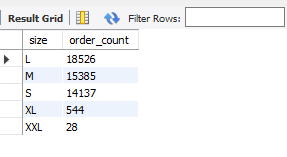 Result Grid Filter Rows:
size order_count
L 18526
M 15385
S 14137
XL 544
XXL 28